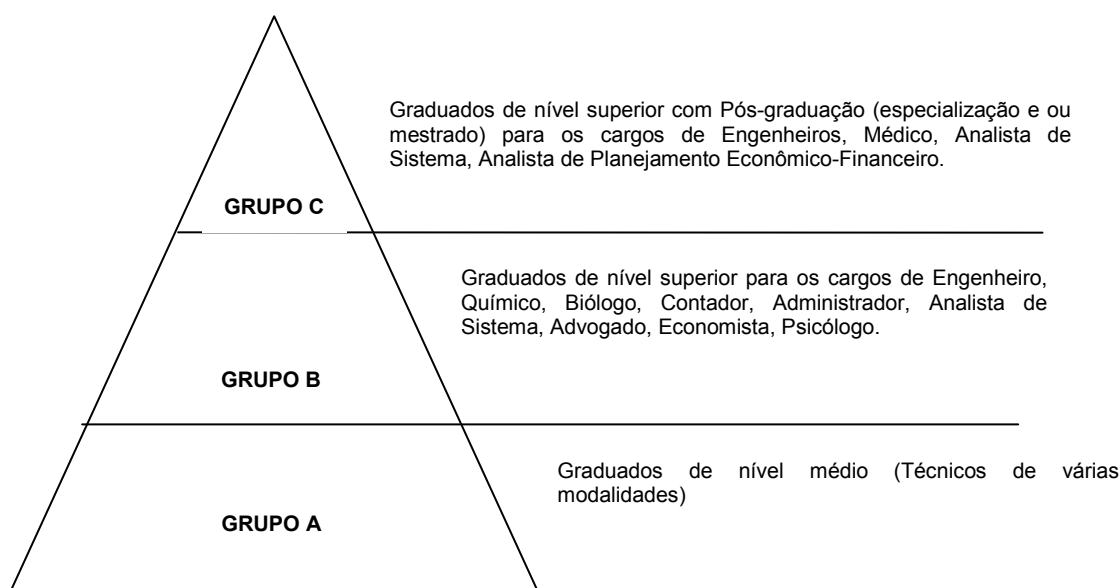 Graduados de nível superior com Pós-graduação (especialização e ou
mestrado) para os cargos de Engenheiros, Médico, Analista de
Sistema, Analista de Planejamento Econômico-Financeiro.
GRUPO C
Graduados de nível superior para os cargos de Engenheiro,
Químico, Biólogo, Contador, Administrador, Analista de
Sistema, Advogado, Economista, Psicólogo.
GRUPO B
Graduados de nível médio (Técnicos de várias
modalidades)
GRUPO A